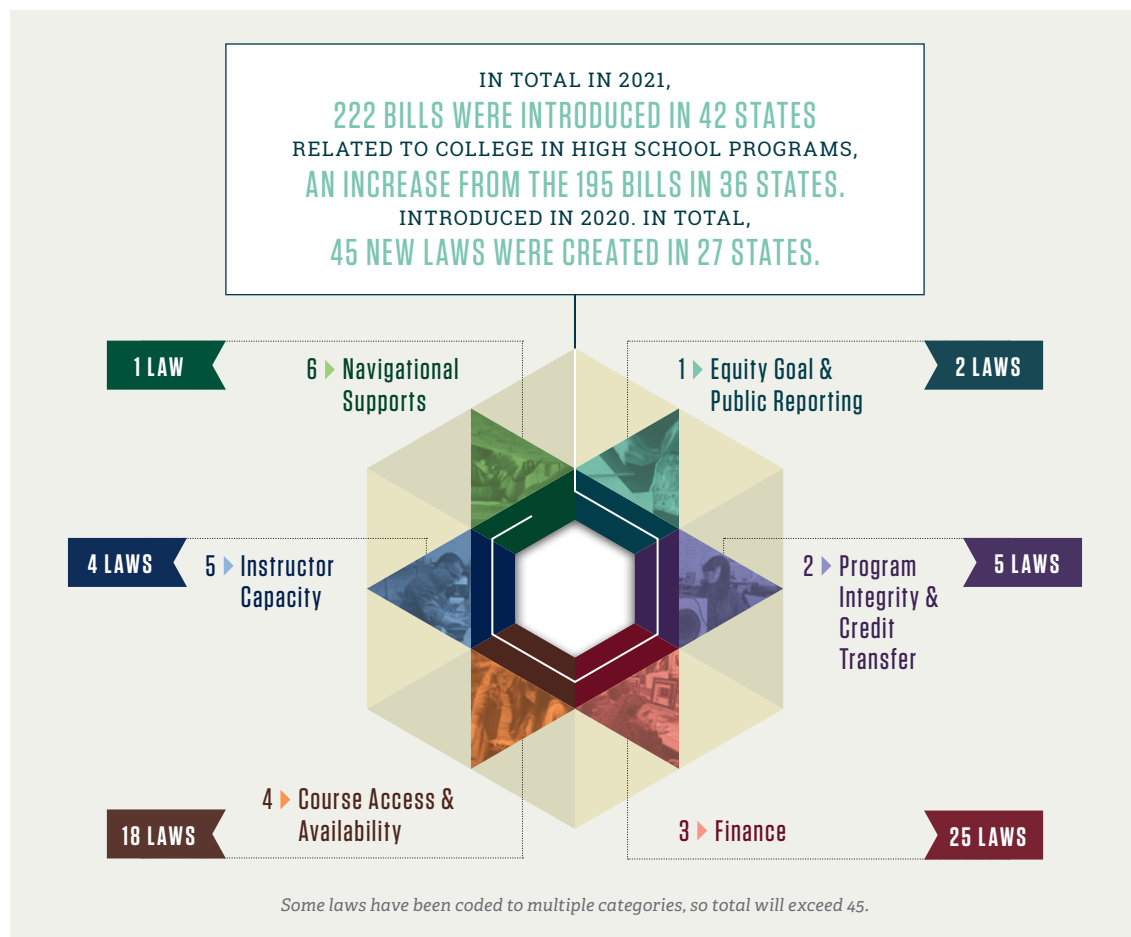 IN TOTAL IN 2021,
222 BILLS WERE INTRODUCED IN 42 STATES
RELATED TO COLLEGE IN HIGH SCHOOL PROGRAMS,
AN INCREASE FROM THE 195 BILLS IN 36 STATES.
INTRODUCED IN 2020. IN TOTAL,
45 NEW LAWS WERE CREATED IN 27 STATES.
1 LAW
6 Navigational
Supports
1 Equity Goal &
Public Reporting
2 LAWS
4 LAWS
5 Instructor
Capacity
2 Program
Integrity &
Credit
Transfer
5 LAWS
18 LAWS
4 Course Access &
Availability
3 Finance
25 LAWS
Some laws have been coded to multiple categories, so total will exceed 45.